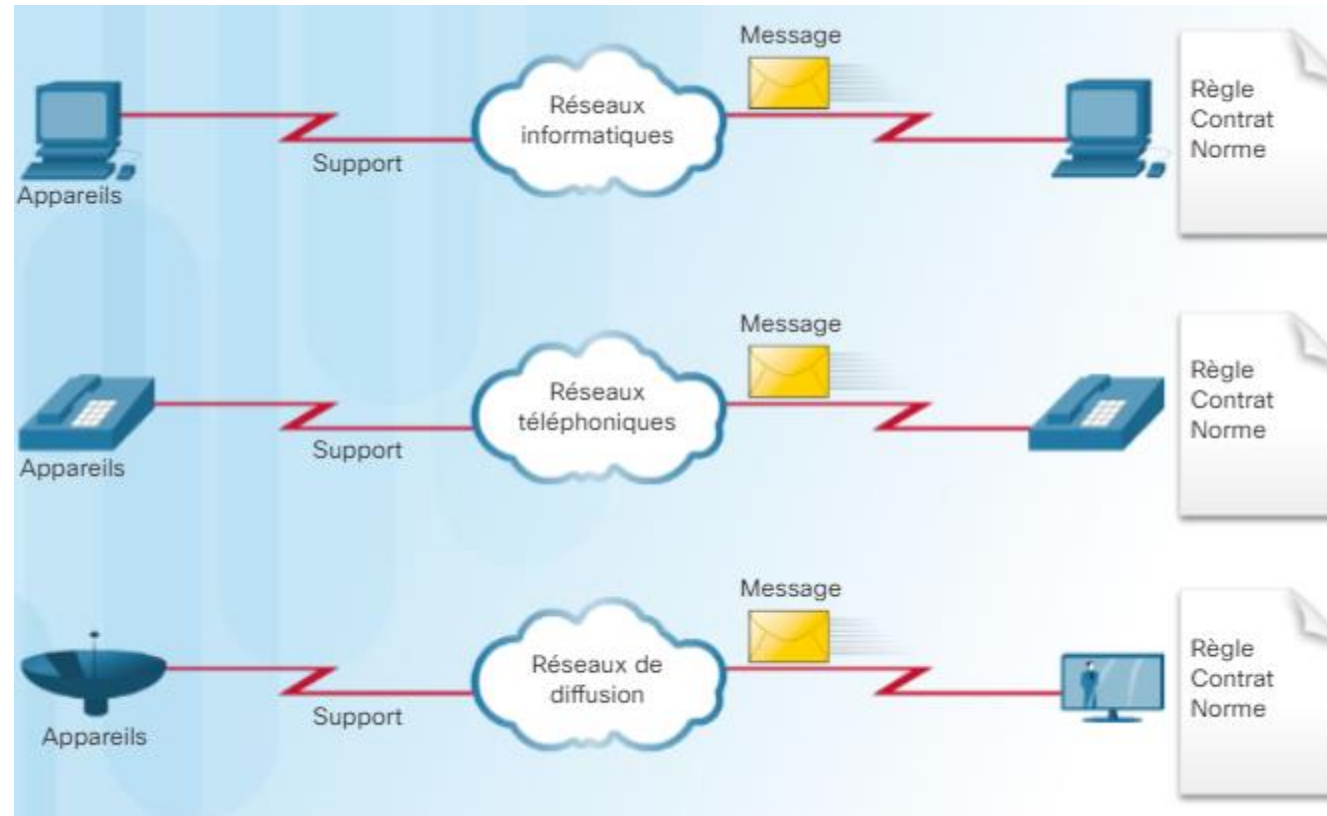 Message
Réseaux
informatiques
Support
Appareils
Règle
Contrat
Norme
Message
Réseaux
téléphoniques
Support
Appareils
Règle
Contrat
Norme
Message
Réseaux de
diffusion
Support
Appareils
Règle
Contrat
Norme